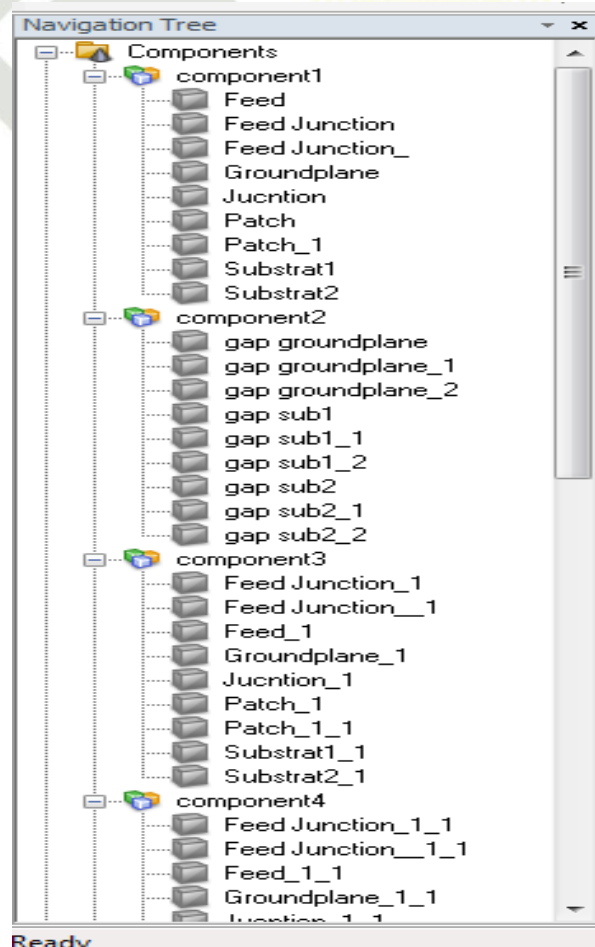 Navigation Tree
Components
component1
Feed
Feed Junction
Feed Junction_
Groundplane
Jucntion
Patch
Patch_1
Substrat1
Substrat2
component2
gap groundplane
gap groundplane_1
gap groundplane_2
gap sub1
gap sub1_1
gap sub1_2
gap sub2
gap sub2_1
gap sub2_2
component3
Feed Junction_1
Feed Junction__1
Feed_1
Groundplane_1
Jucntion_1
Patch_1
Patch_1_1
Substrat1_1
Substrat2_1
component4
Feed Junction_1_1
Feed Junction__1_1
Feed_1_1
Groundplane_1_1
Jucntion_1_1
Ready